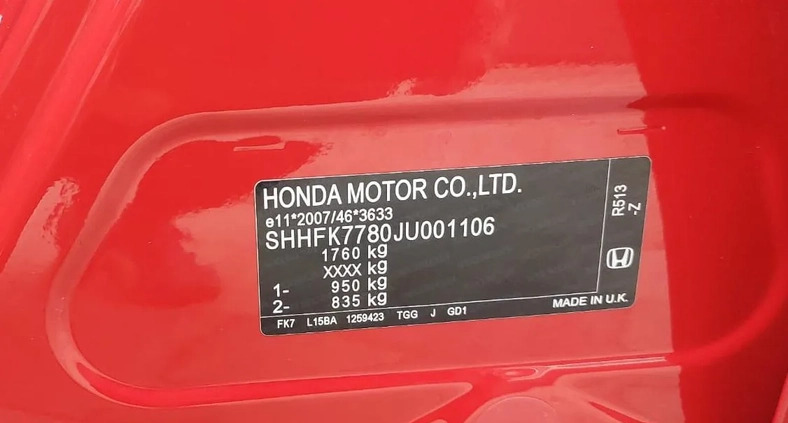 HONDA MOTOR CO.,LTD.
e11*2007/46*3633
SHHFK7780JU001106
1760 kg
XXXX kg
1- 950 kg
2- 835 kg
FK7 L15BA 1259423 TGG J GD1
R513
-Z
MADE IN U.K.